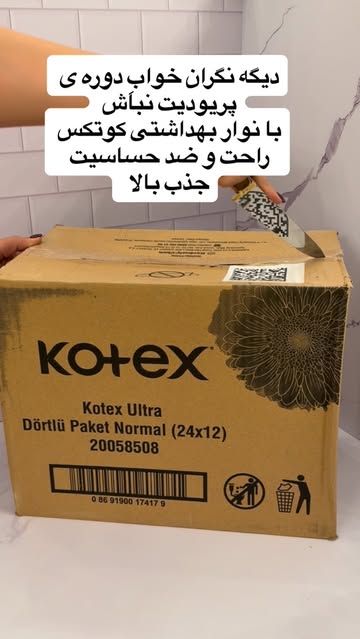 دیگه نگران خواب دوره ی
پریودیت نباش
با نوار بهداشتی کوتکس
راحت و ضد حساسیت
جذب بالا
KOTEX
Kotex Ultra
Dörtlü Paket Normal (24x12)
20058508
0 86 91900 17417 9